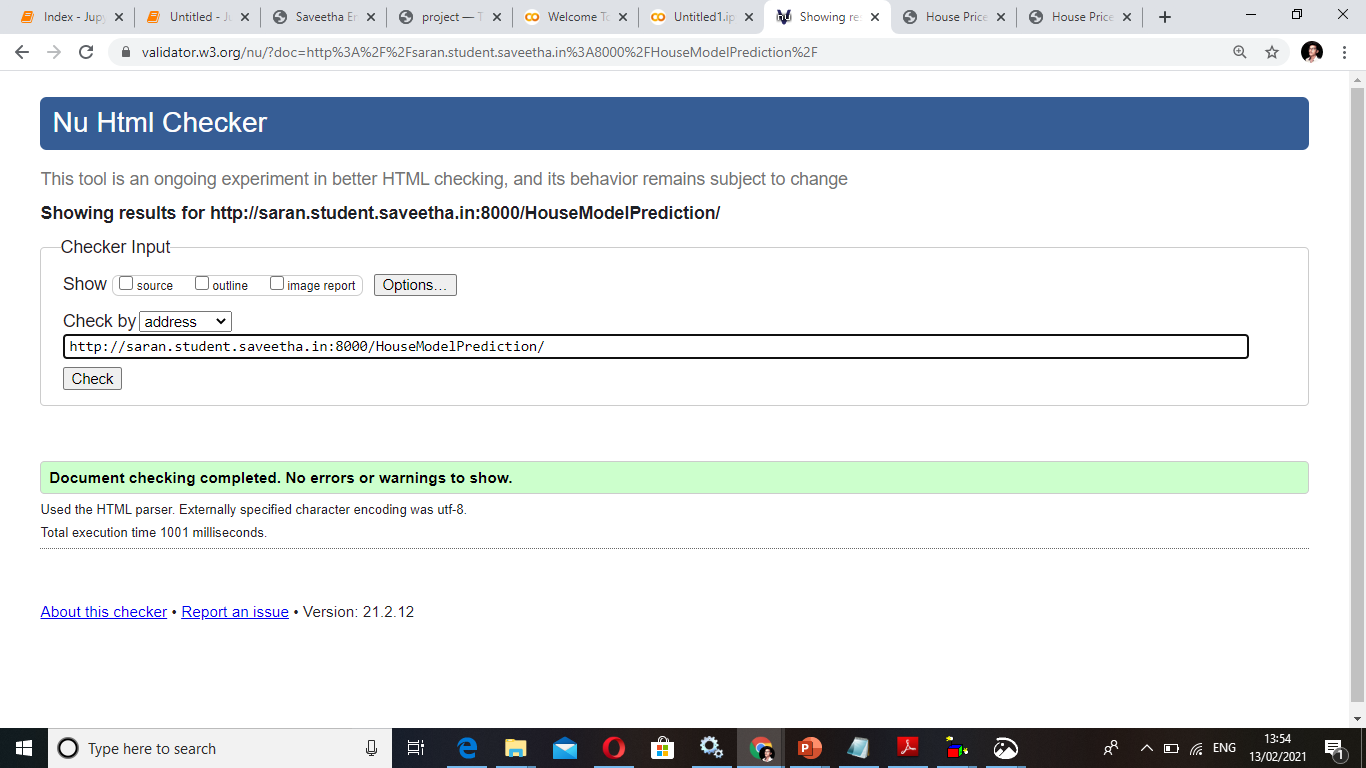 Index - Jupy
Untitled - Ju
Saveetha En
project — T
Welcome To
Untitled1.ip
Showing res
House Price
House Price
validator.w3.org/nu/?doc=http%3A%2F%2Fsaran.student.saveetha.in%3A8000%2FHouseModelPrediction%2F
Nu Html Checker
This tool is an ongoing experiment in better HTML checking, and its behavior remains subject to change
Showing results for http://saran.student.saveetha.in:8000/HouseModelPrediction/
Checker Input
Show source outline image report Options...
Check by address
http://saran.student.saveetha.in:8000/HouseModelPrediction/
Check
Document checking completed. No errors or warnings to show.
Used the HTML parser. Externally specified character encoding was utf-8.
Total execution time 1001 milliseconds.
About this checker • Report an issue • Version: 21.2.12
Type here to search
ENG
13:54
13/02/2021
1